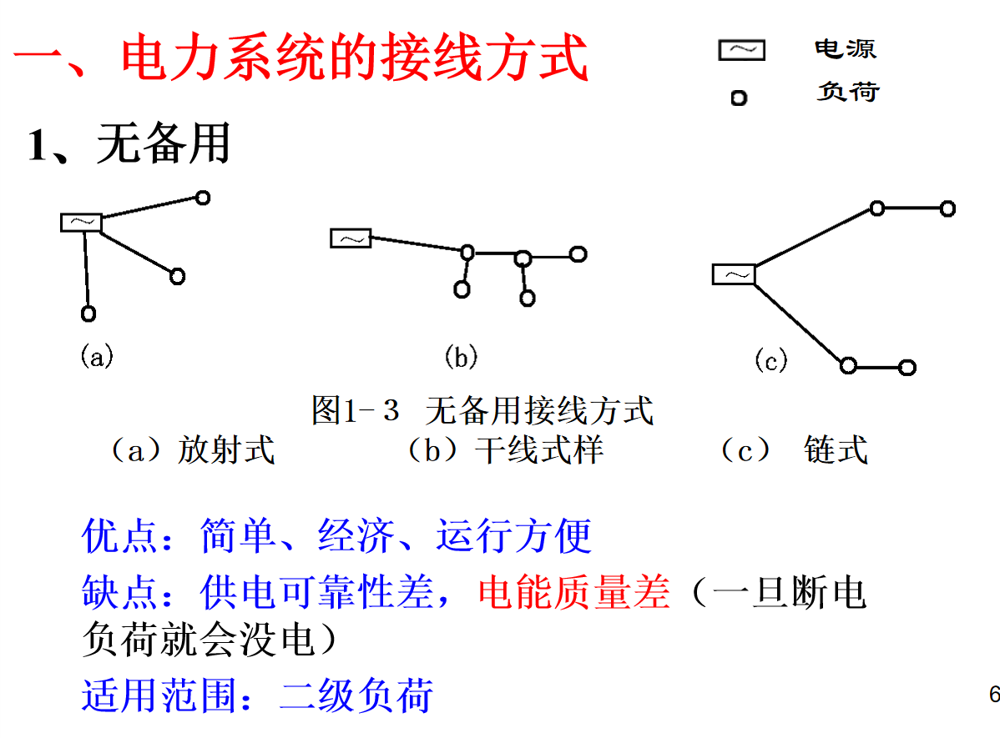 一、电力系统的接线方式
电源
负荷
1、无备用
(a)
(b)
(c)
图1-３ 无备用接线方式
（a）放射式 （b）干线式样 （c） 链式
优点：简单、经济、运行方便
缺点：供电可靠性差，电能质量差（一旦断电
负荷就会没电）
适用范围：二级负荷
6